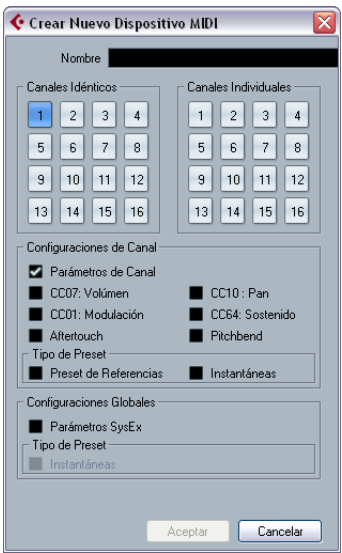 Crear Nuevo Dispositivo MIDI
Nombre
Canales Idénticos
1 2 3 4
5 6 7 8
9 10 11 12
13 14 15 16
Canales Individuales
1 2 3 4
5 6 7 8
9 10 11 12
13 14 15 16
Configuraciones de Canal
Parámetros de Canal
CC07: Volúmen
CC10 : Pan
CC01: Modulación
CC64: Sostenido
Aftertouch
Pitchbend
Tipo de Preset
Preset de Referencias
Instantáneas
Configuraciones Globales
Parámetros SysEx
Tipo de Preset
Instantáneas
Aceptar
Cancelar